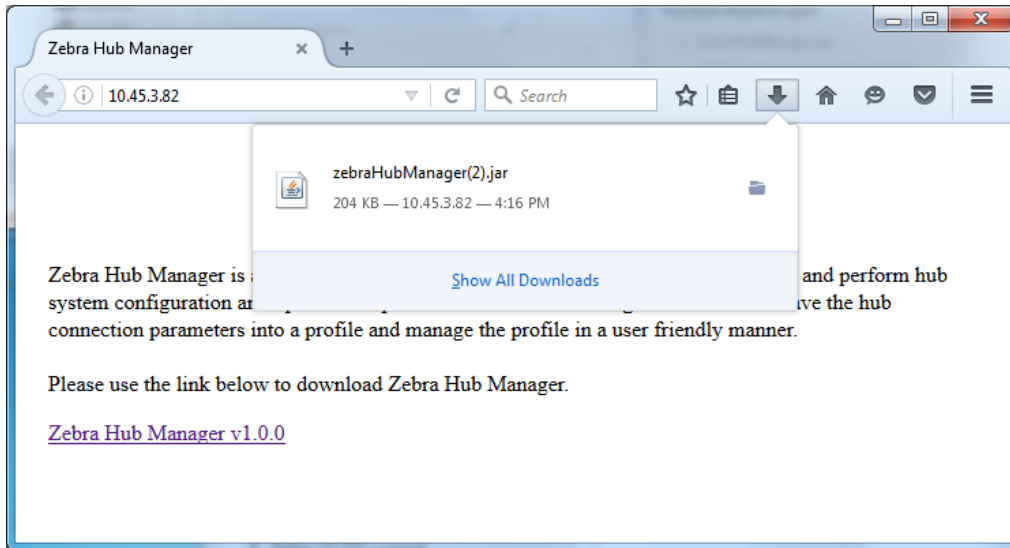 Zebra Hub Manager
10.45.3.82
Search
zebraHubManager(2).jar
204 KB — 10.45.3.82 — 4:16 PM
Show All Downloads
Zebra Hub Manager is and perform hub
system configuration the hub
connection parameters into a profile and manage the profile in a user friendly manner.
Please use the link below to download Zebra Hub Manager.
Zebra Hub Manager v1.0.0